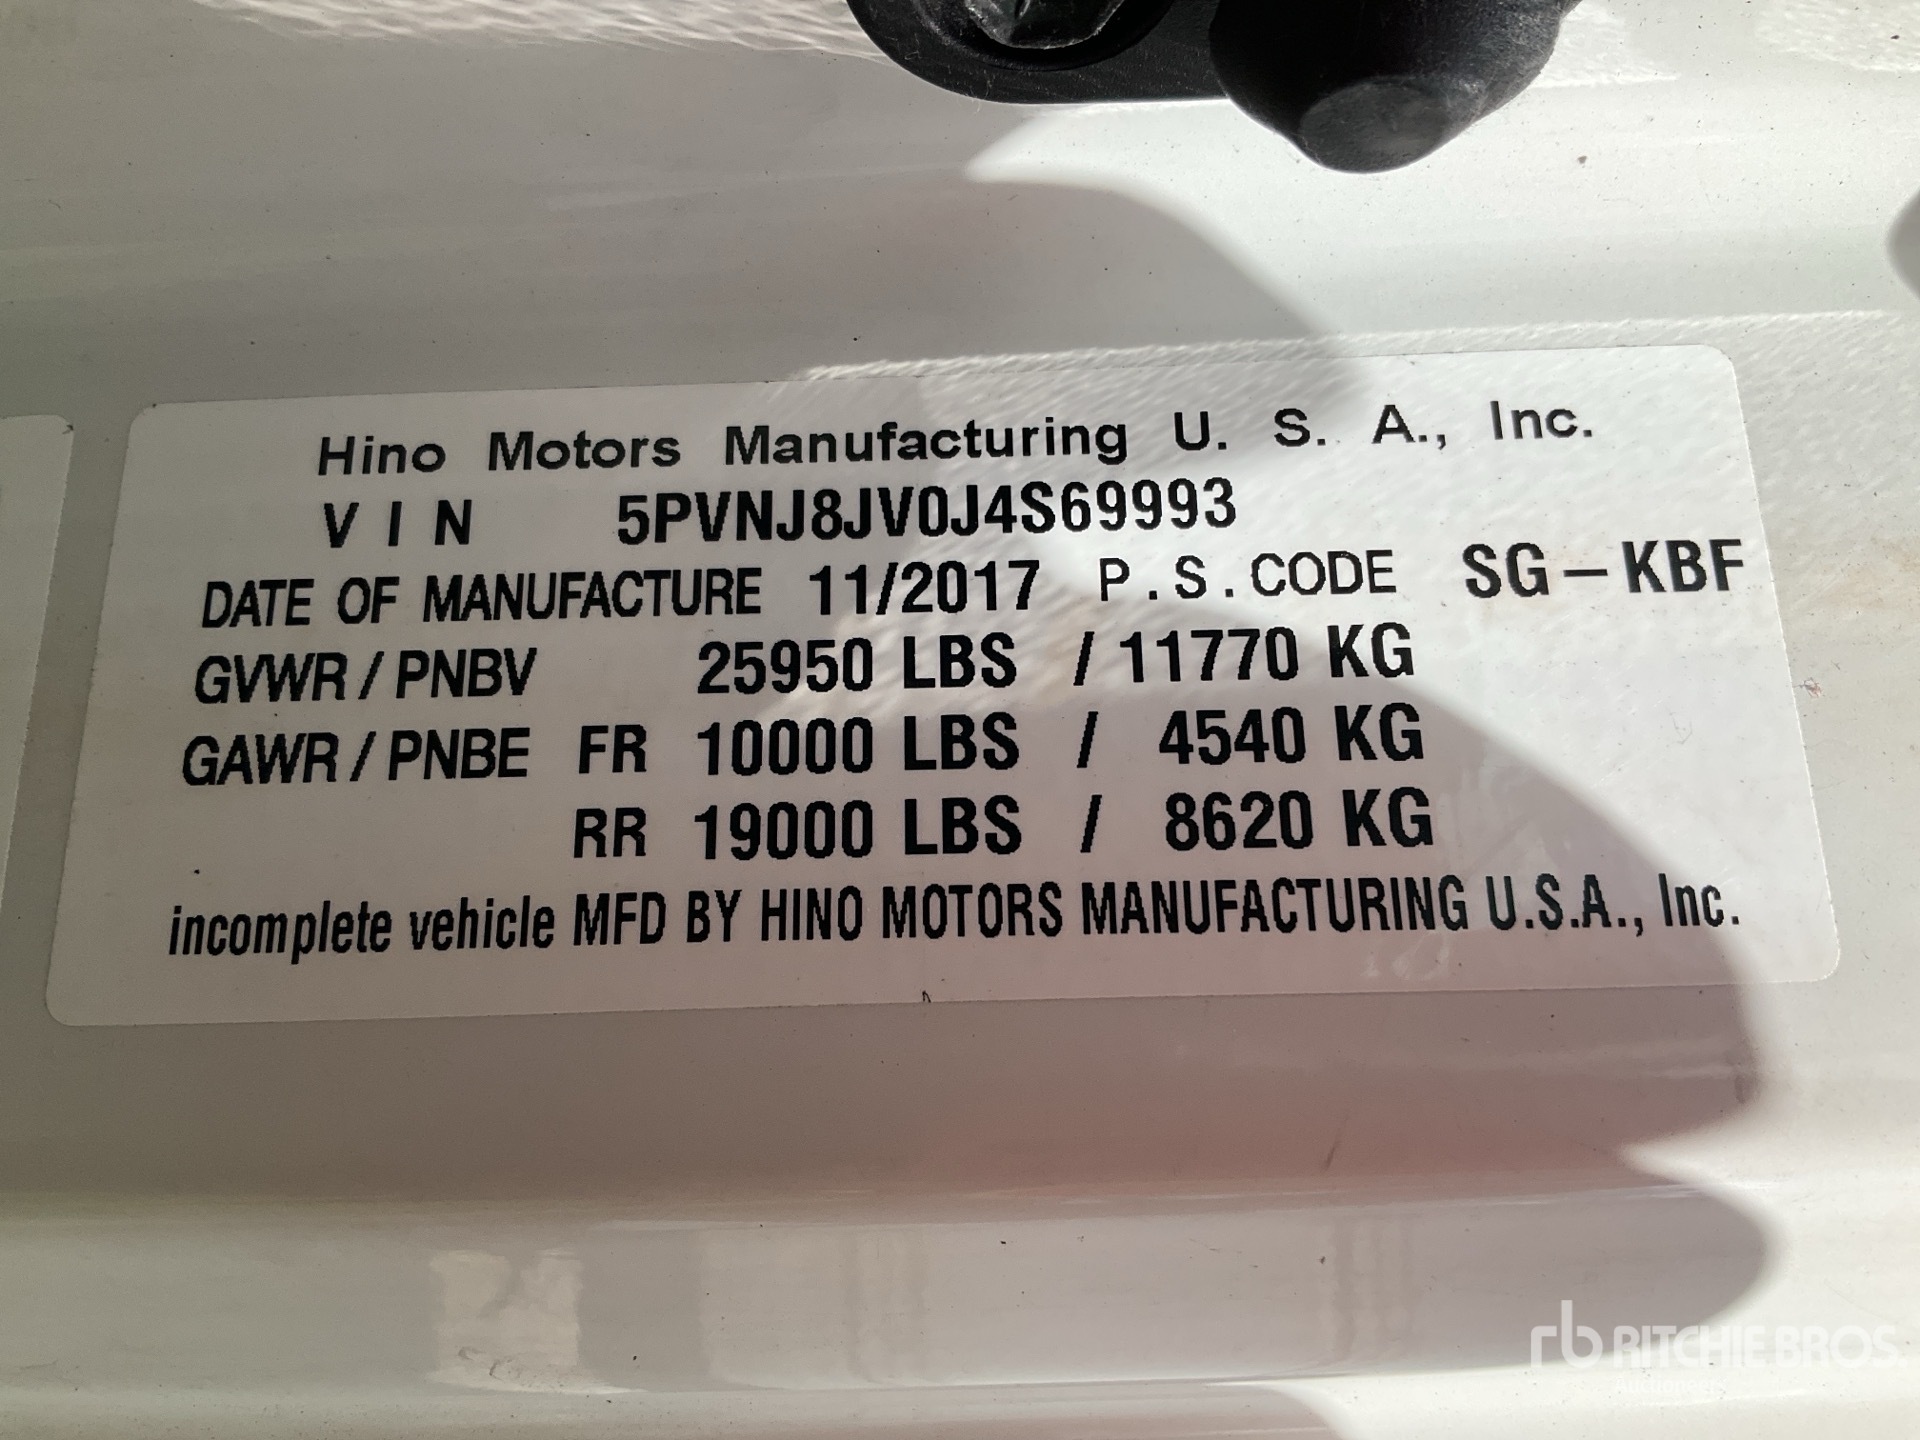 Hino Motors Manufacturing U. S. A., Inc.
VIN 5PVNJ8JV0J4S69993
DATE OF MANUFACTURE 11/2017 P.S.CODE SG-KBF
GVWR/PNBV 25950 LBS / 11770 KG
GAWR/PNBE FR 10000 LBS / 4540 KG
RR 19000 LBS / 8620 KG
incomplete vehicle MFD BY HINO MOTORS MANUFACTURING U.S.A., Inc.
rb RITCHIE BROS.
Auctioneers